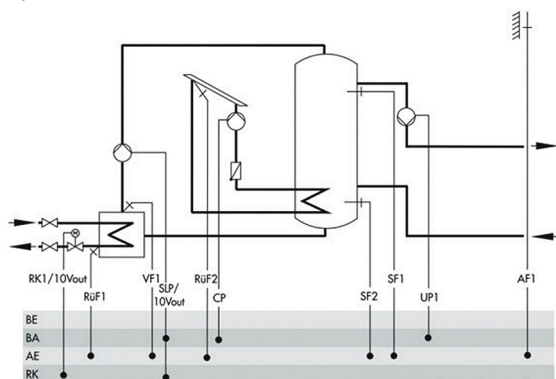 M
RK1/10Vout
RüF1
VF1
SLP/
10Vout
RüF2
CP
SF2
SF1
UP1
AF1
BE
BA
AE
RK